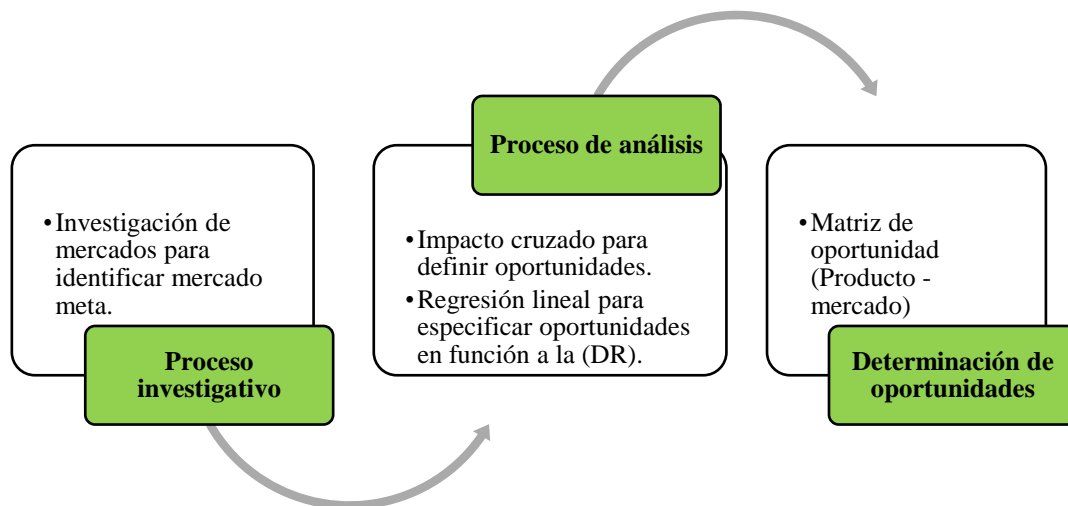 •Investigación de
mercados para
identificar mercado
meta.
Proceso
investigativo
Proceso de análisis
•Impacto cruzado para
definir oportunidades.
•Regresión lineal para
especificar oportunidades
en función a la (DR).
•Matriz de
oportunidad
(Producto -
mercado)
Determinación de
oportunidades